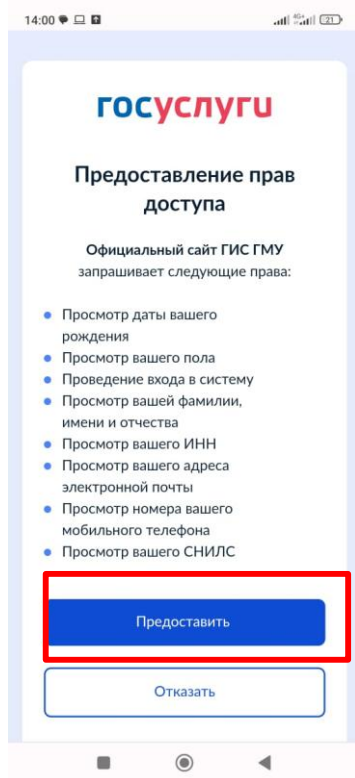 14:00
4G+
21
госуслуги
Предоставление прав
доступа
Официальный сайт ГИС ГМУ
запрашивает следующие права:
Просмотр даты вашего
рождения
Просмотр вашего пола
Проведение входа в систему
Просмотр вашей фамилии,
имени и отчества
Просмотр вашего ИНН
Просмотр вашего адреса
электронной почты
Просмотр номера вашего
мобильного телефона
Просмотр вашего СНИЛС
Предоставить
Отказать